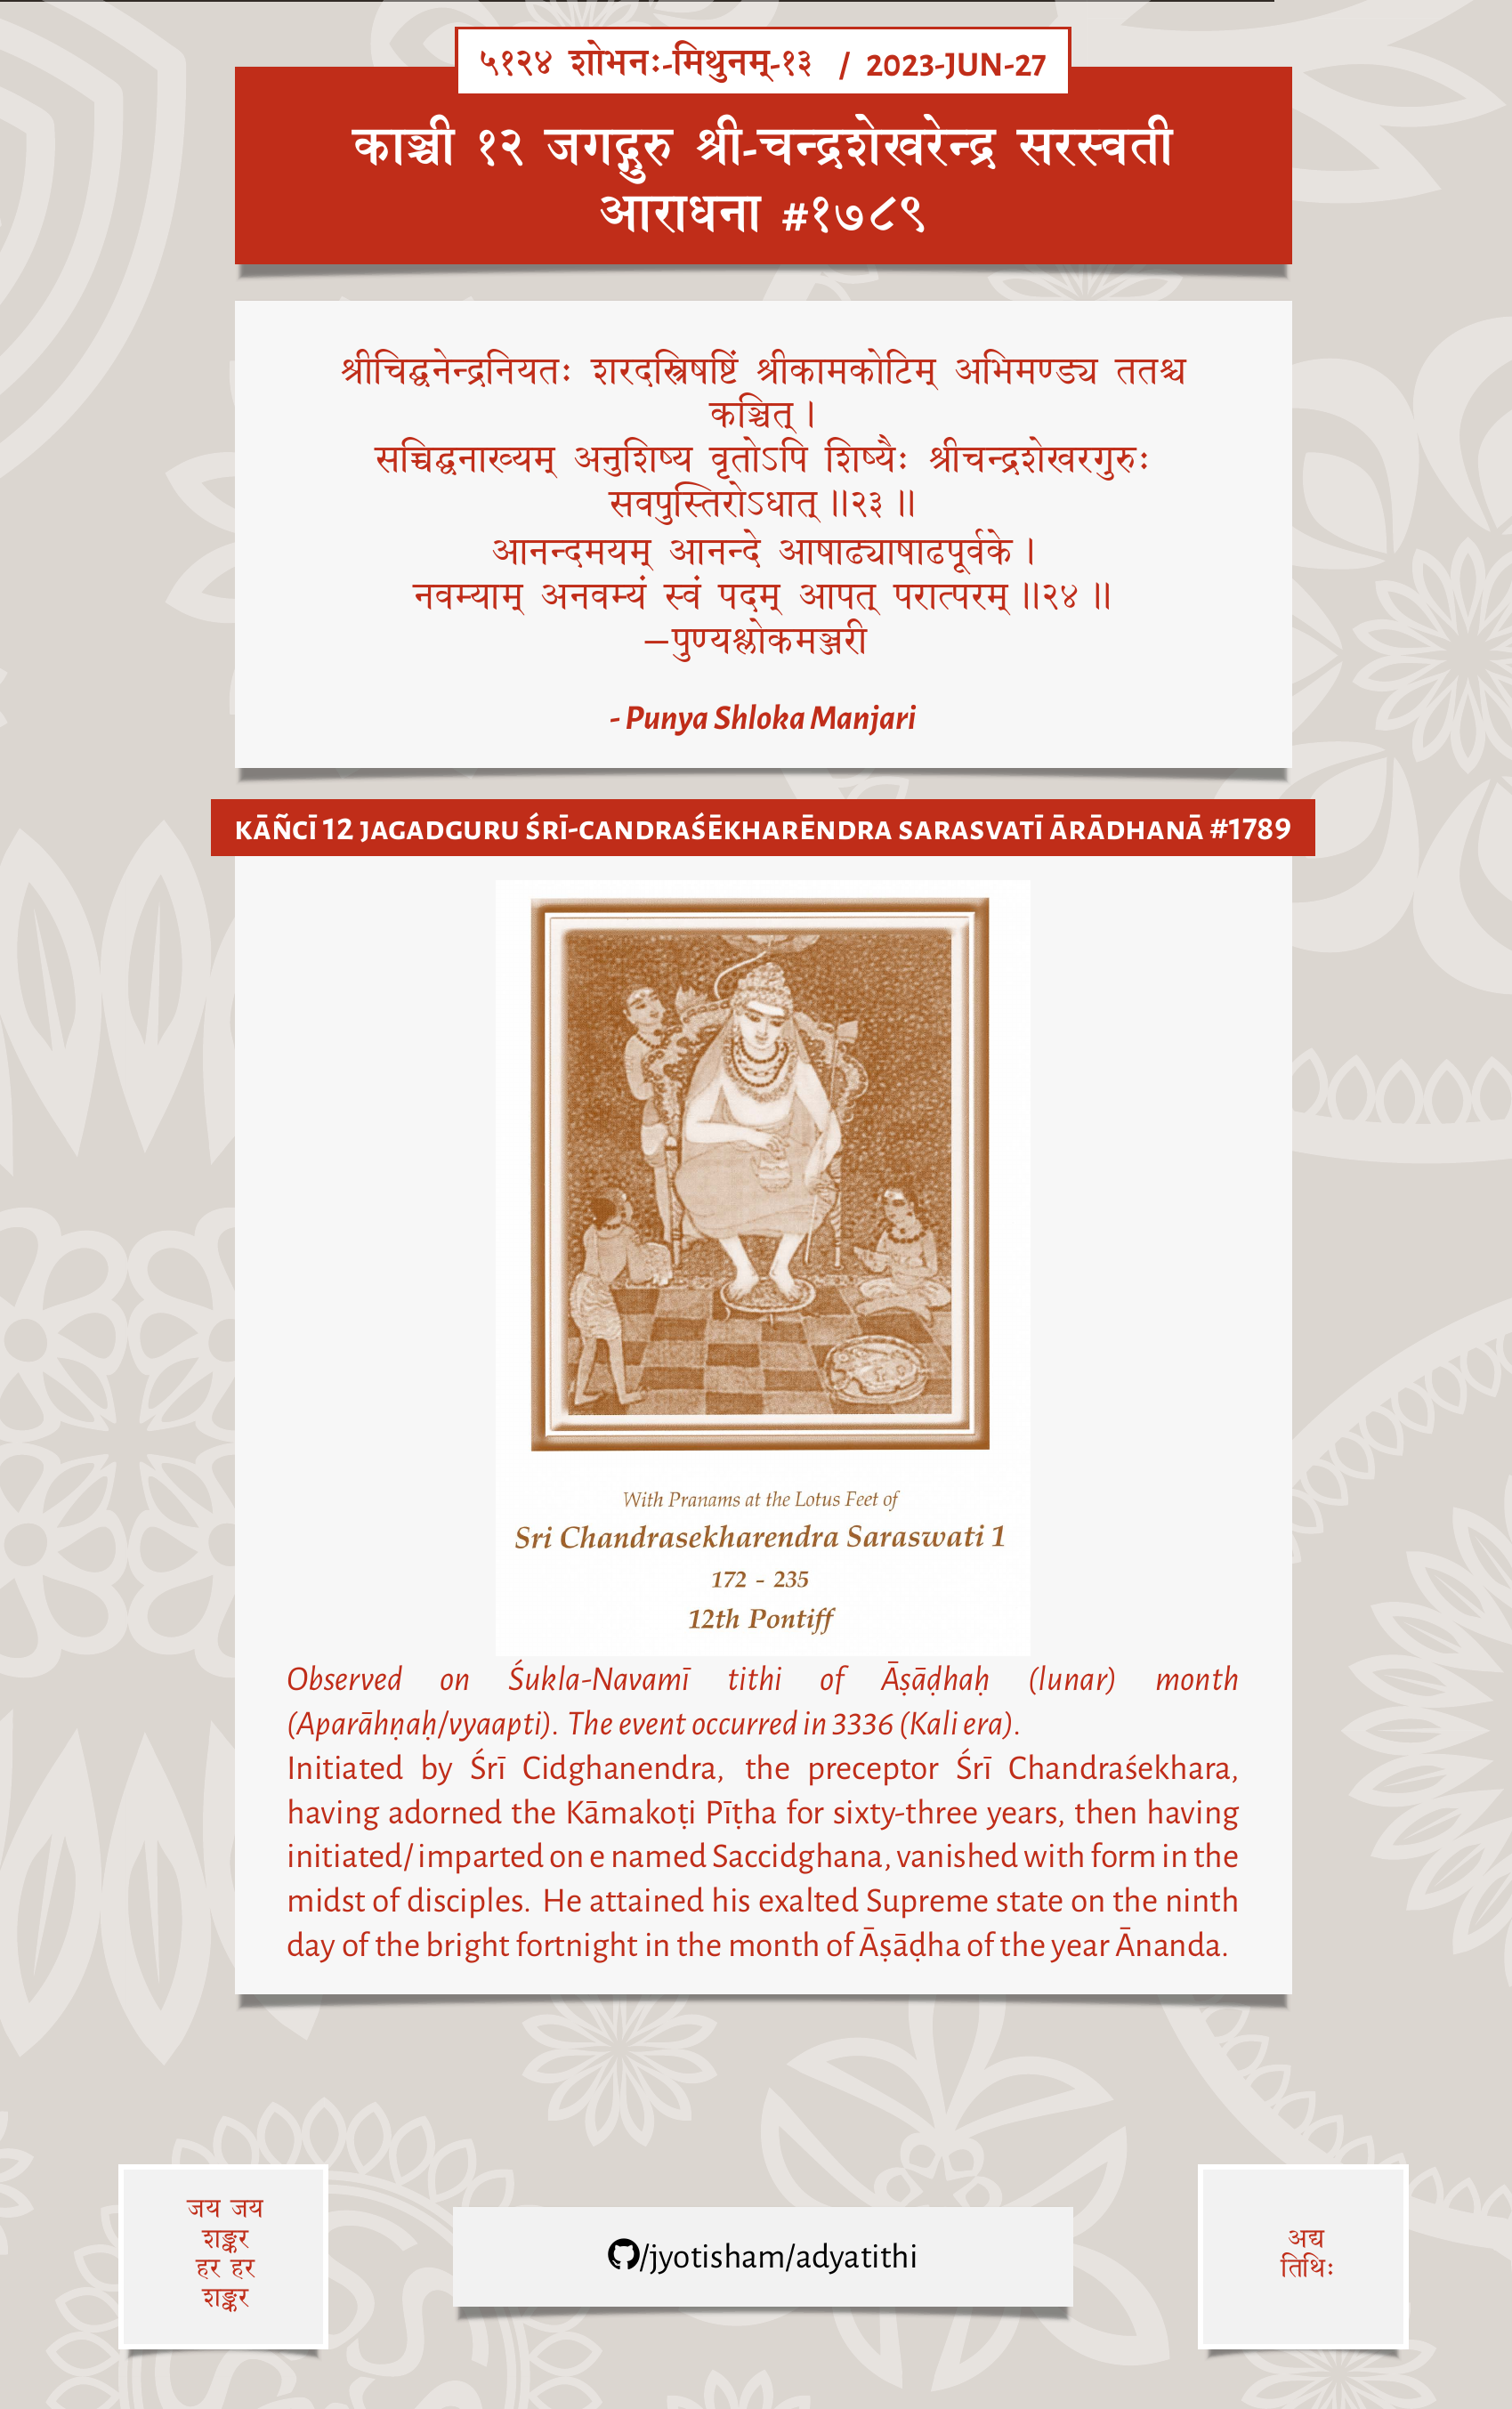 ५१२४ शोभनः-मिथुनम्-१३ / 2023-JUN-27
काञ्ची १२ जगद्गुरु श्री-चन्द्रशेखरेन्द्र सरस्वती
आराधना #१७८९
श्रीचिद्घनेन्द्रनियतः शरदस्त्रिषष्टिं श्रीकामकोटिम् अभिमण्ड्य ततश्च
कञ्चित् ।
सच्चिद्घनाख्यम् अनुशिष्य वृतोऽपि शिष्यैः श्रीचन्द्रशेखरगुरुः
सवपुस्तिरोऽधात् ॥२३॥
आनन्दमयम् आनन्दे आषाढ्याषाढपूर्वके ।
नवम्याम् अनवम्यं स्वं पदम् आपत् परात्परम् ॥२४॥
—पुण्यश्लोकमञ्जरी
- Punya Shloka Manjari
KĀÑCĪ 12 JAGADGURU ŚRĪ-CANDRAŚĒKHARĒNDRA SARASVATĪ ĀRĀDHANĀ #1789
With Pranams at the Lotus Feet of
Sri Chandrasekharendra Saraswati 1
172 - 235
12th Pontiff
Observed on Śukla-Navamī tithi of Āṣāḍhaḥ (lunar) month
(Aparāhṇaḥ/vyaapti). The event occurred in 3336 (Kali era).
Initiated by Śrī Cidghanendra, the preceptor Śrī Chandraśekhara,
having adorned the Kāmakoṭi Pīṭha for sixty-three years, then having
initiated/imparted on e named Saccidghana, vanished with form in the
midst of disciples. He attained his exalted Supreme state on the ninth
day of the bright fortnight in the month of Āṣāḍha of the year Ānanda.
जय जय
शङ्कर
हर हर
शङ्कर
/jyotisham/adyatithi
अद्य
तिथिः